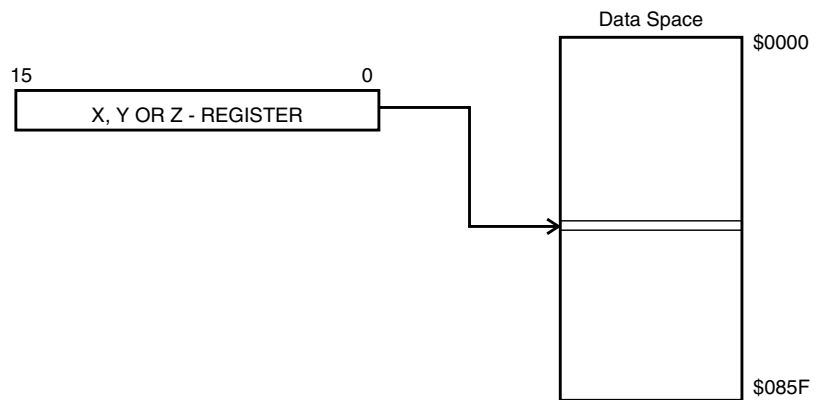 Data Space
$0000
15 0
X, Y OR Z - REGISTER
$085F